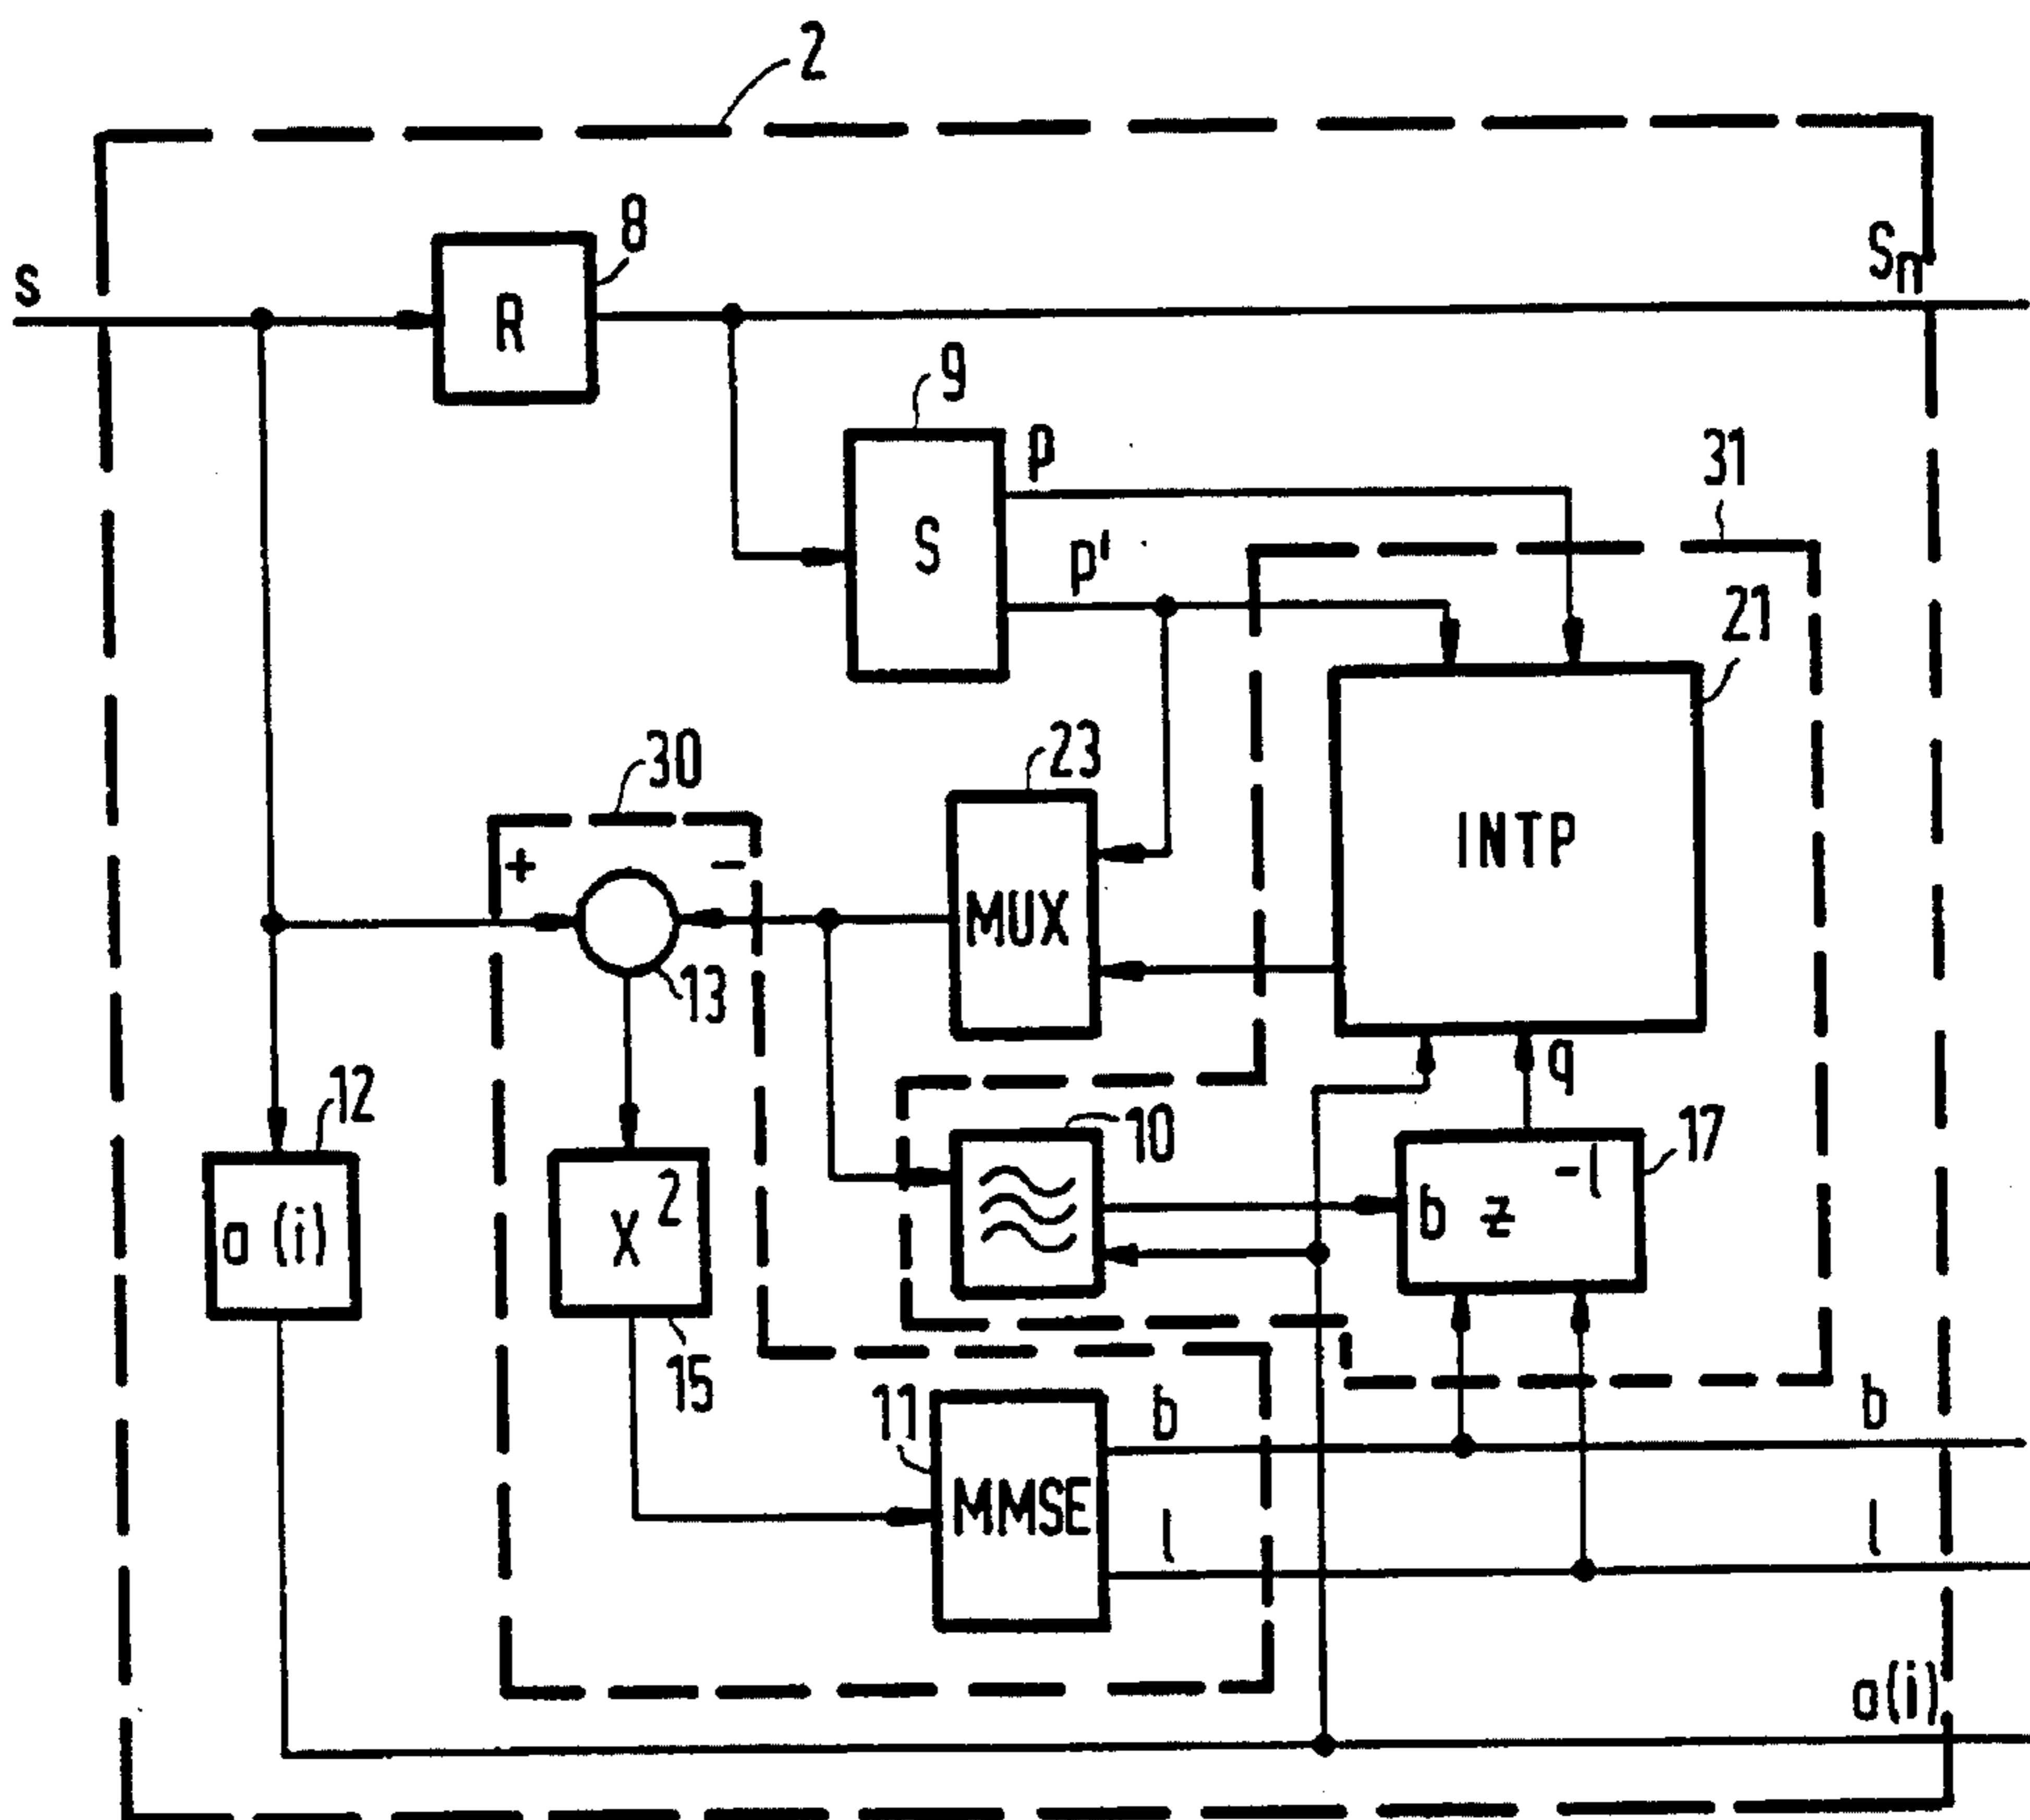 2
8
s
R
Sn
9
p
31
S
p'
21
23
30
INTP
+
-
MUX
13
q
12
10
17
a(i)
x²
b z⁻ˡ
15
11
b
b
MMSE
l
l
a(i)